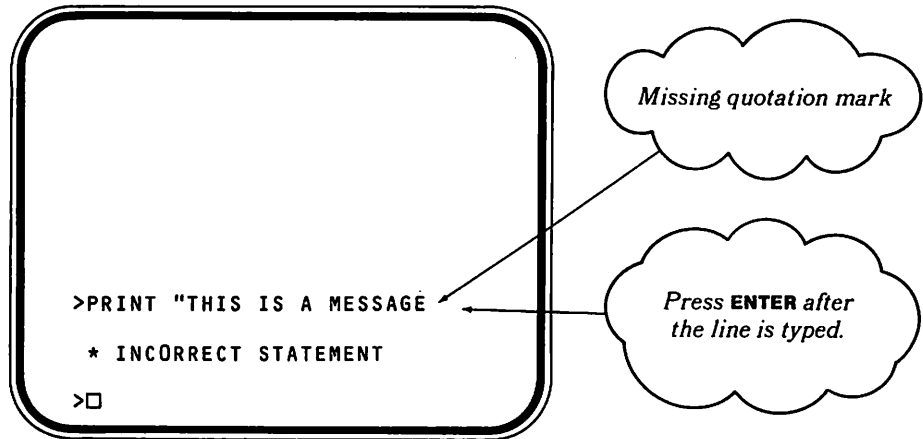 Missing quotation mark
>PRINT "THIS IS A MESSAGE
Press ENTER after
the line is typed.
* INCORRECT STATEMENT
>□